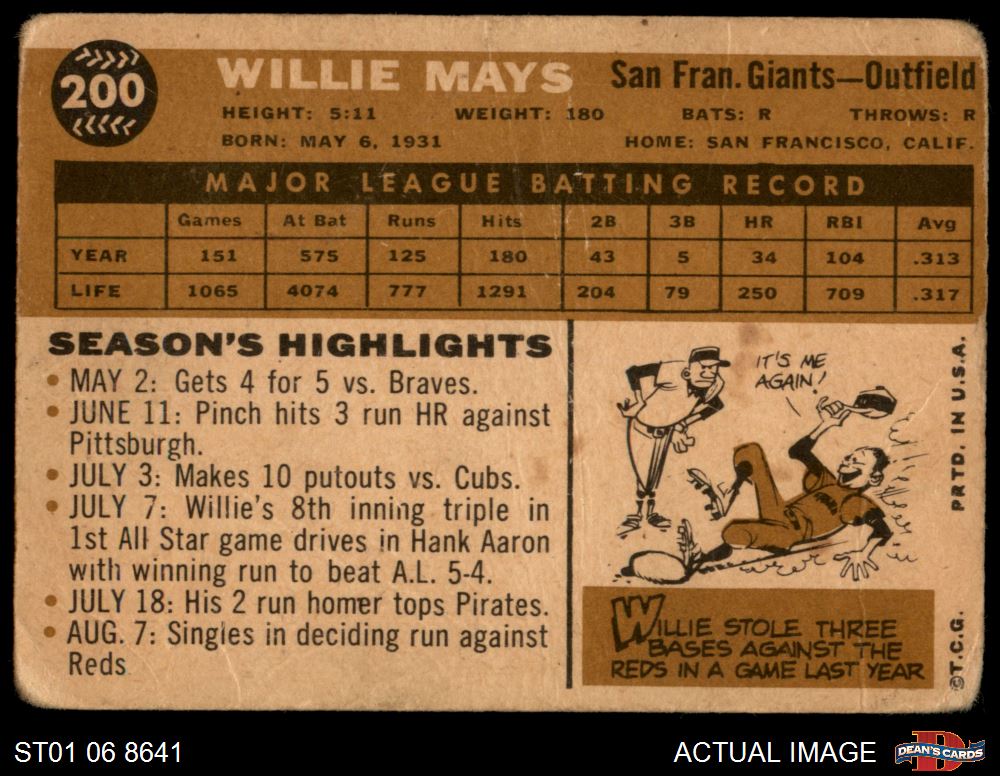 200
WILLIE MAYS San Fran. Giants—Outfield
HEIGHT: 5:11 WEIGHT: 180 BATS: R THROWS: R
BORN: MAY 6, 1931 HOME: SAN FRANCISCO, CALIF.
MAJOR LEAGUE BATTING RECORD
Games At Bat Runs Hits 2B 3B HR RBI Avg
YEAR 151 575 125 180 43 5 34 104 .313
LIFE 1065 4074 777 1291 204 79 250 709 .317
SEASON'S HIGHLIGHTS
• MAY 2: Gets 4 for 5 vs. Braves.
• JUNE 11: Pinch hits 3 run HR against
Pittsburgh.
• JULY 3: Makes 10 putouts vs. Cubs.
• JULY 7: Willie's 8th inning triple in
1st All Star game drives in Hank Aaron
with winning run to beat A.L. 5-4.
• JULY 18: His 2 run homer tops Pirates.
• AUG. 7: Singles in deciding run against
Reds
IT'S ME
AGAIN!
WILLIE STOLE THREE
BASES AGAINST THE
REDS IN A GAME LAST YEAR
©T.C.G. PRTD. IN U.S.A.
ST01 06 8641 ACTUAL IMAGE
D
DEAN'S CARDS